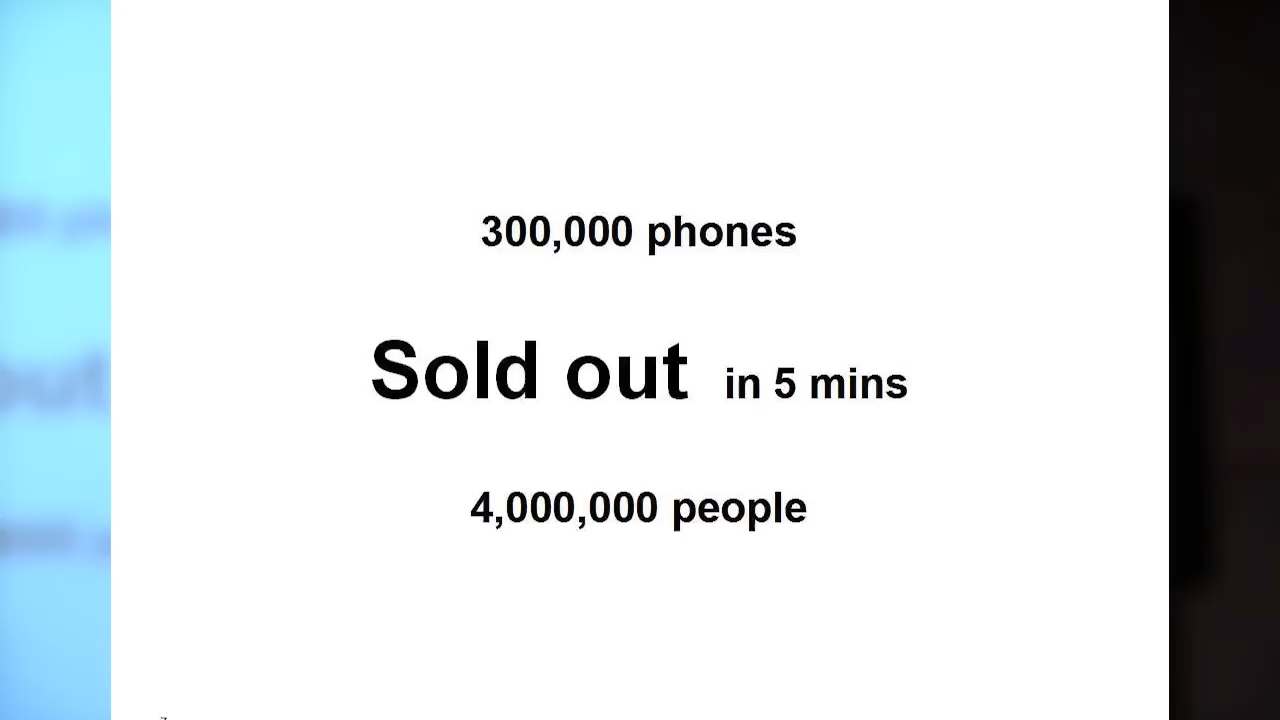 300,000 phones
Sold out in 5 mins
4,000,000 people